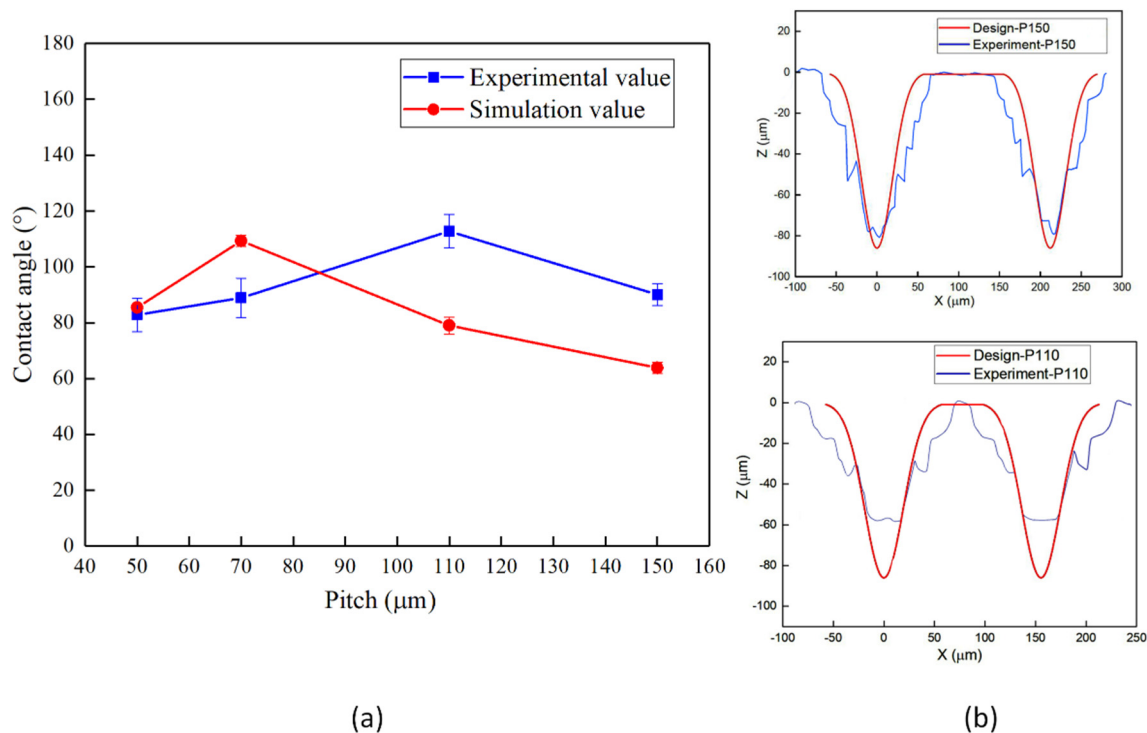 180
160
140
120
100
80
60
40
20
0
Contact angle (°)
Experimental value
Simulation value
40 50 60 70 80 90 100 110 120 130 140 150 160
Pitch (μm)
(a)
20
0
-20
-40
-60
-80
-100
Z (μm)
Design-P150
Experiment-P150
-100 -50 0 50 100 150 200 250 300
X (μm)
20
0
-20
-40
-60
-80
-100
Z (μm)
Design-P110
Experiment-P110
-100 -50 0 50 100 150 200 250
X (μm)
(b)